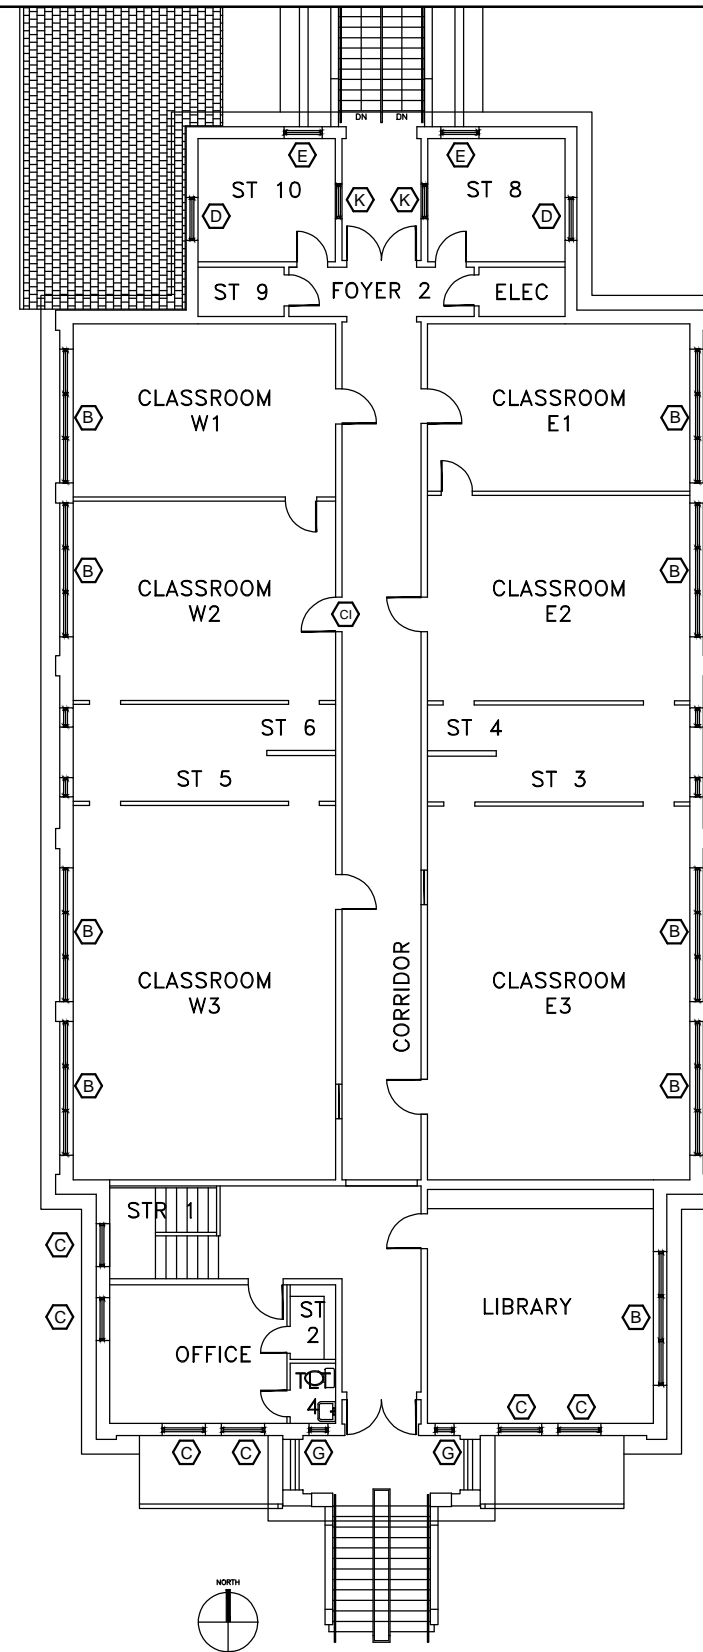 DN DN
E E
ST 10 K K ST 8
D D
ST 9 FOYER 2 ELEC
CLASSROOM
W1
CLASSROOM
E1
B B
B B
CLASSROOM
W2
CLASSROOM
E2
CI
ST 6 ST 4
ST 5 ST 3
B B
CORRIDOR
CLASSROOM
W3
CLASSROOM
E3
B B
STR 1
C
C
ST
2
LIBRARY
B
OFFICE
TLT
4
C C
C C G G
NORTH